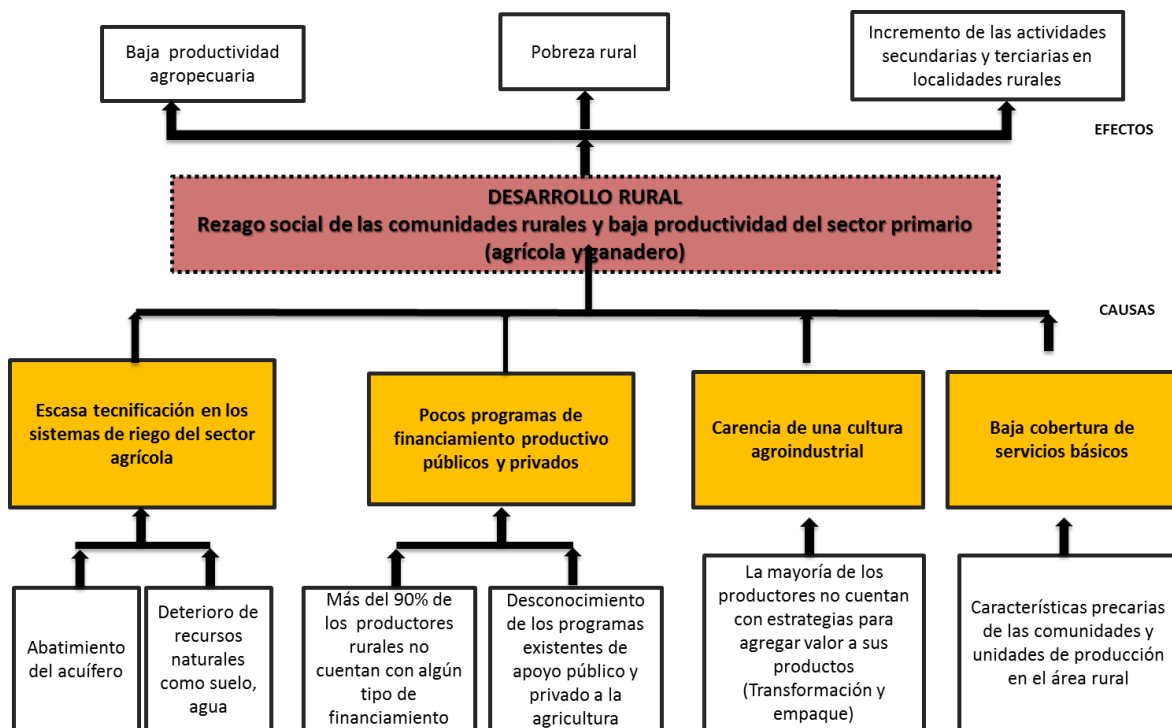 Baja productividad
agropecuaria
Pobreza rural
Incremento de las actividades
secundarias y terciarias en
localidades rurales
EFECTOS
DESARROLLO RURAL
Rezago social de las comunidades rurales y baja productividad del sector primario
(agrícola y ganadero)
CAUSAS
Escasa tecnificación en los
sistemas de riego del sector
agrícola
Pocos programas de
financiamiento productivo
públicos y privados
Carencia de una cultura
agroindustrial
Baja cobertura de
servicios básicos
Abatimiento
del acuífero
Deterioro de
recursos
naturales
como suelo,
agua
Más del 90% de
los productores
rurales no
cuentan con algún
tipo de
financiamiento
Desconocimiento
de los programas
existentes de
apoyo público y
privado a la
agricultura
La mayoría de los
productores no cuentan
con estrategias para
agregar valor a sus
productos
(Transformación y
empaque)
Características precarias
de las comunidades y
unidades de producción
en el área rural